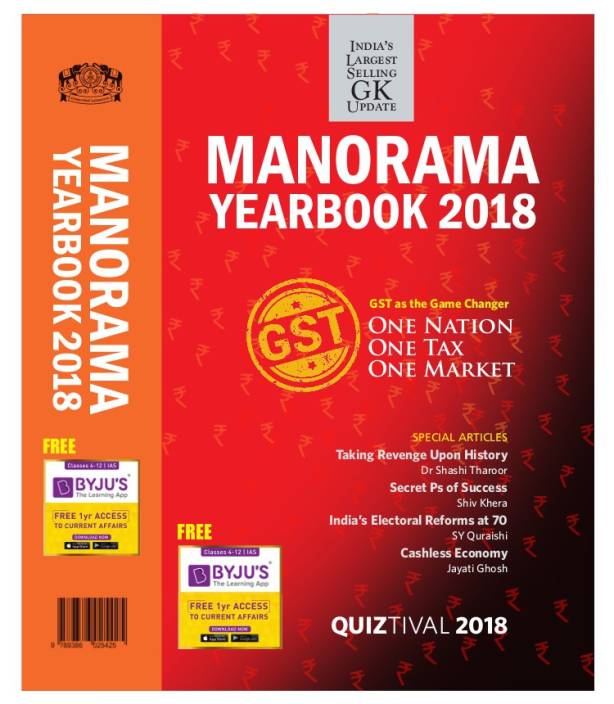 MANORAMA
YEARBOOK 2018
FREE
Classes 4-12 | IAS
BYJU'S
The Learning App
FREE 1yr ACCESS
TO CURRENT AFFAIRS
DOWNLOAD NOW
INDIA'S
LARGEST
SELLING
GK
UPDATE
MANORAMA
YEARBOOK 2018
GST
GST as the Game Changer
ONE NATION
ONE TAX
ONE MARKET
SPECIAL ARTICLES
Taking Revenge Upon History
Dr Shashi Tharoor
Secret Ps of Success
Shiv Khera
India's Electoral Reforms at 70
SY Quraishi
Cashless Economy
Jayati Ghosh
FREE
Classes 4-12 | IAS
BYJU'S
The Learning App
FREE 1yr ACCESS
TO CURRENT AFFAIRS
DOWNLOAD NOW
QUIZTIVAL 2018